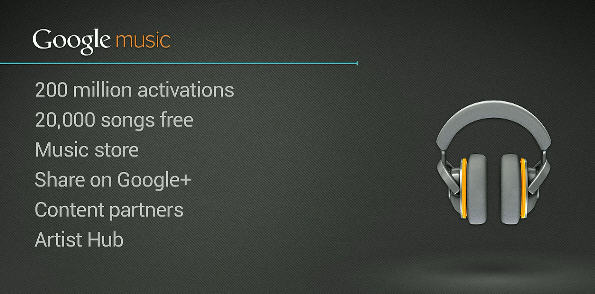 Google music
200 million activations
20,000 songs free
Music store
Share on Google+
Content partners
Artist Hub